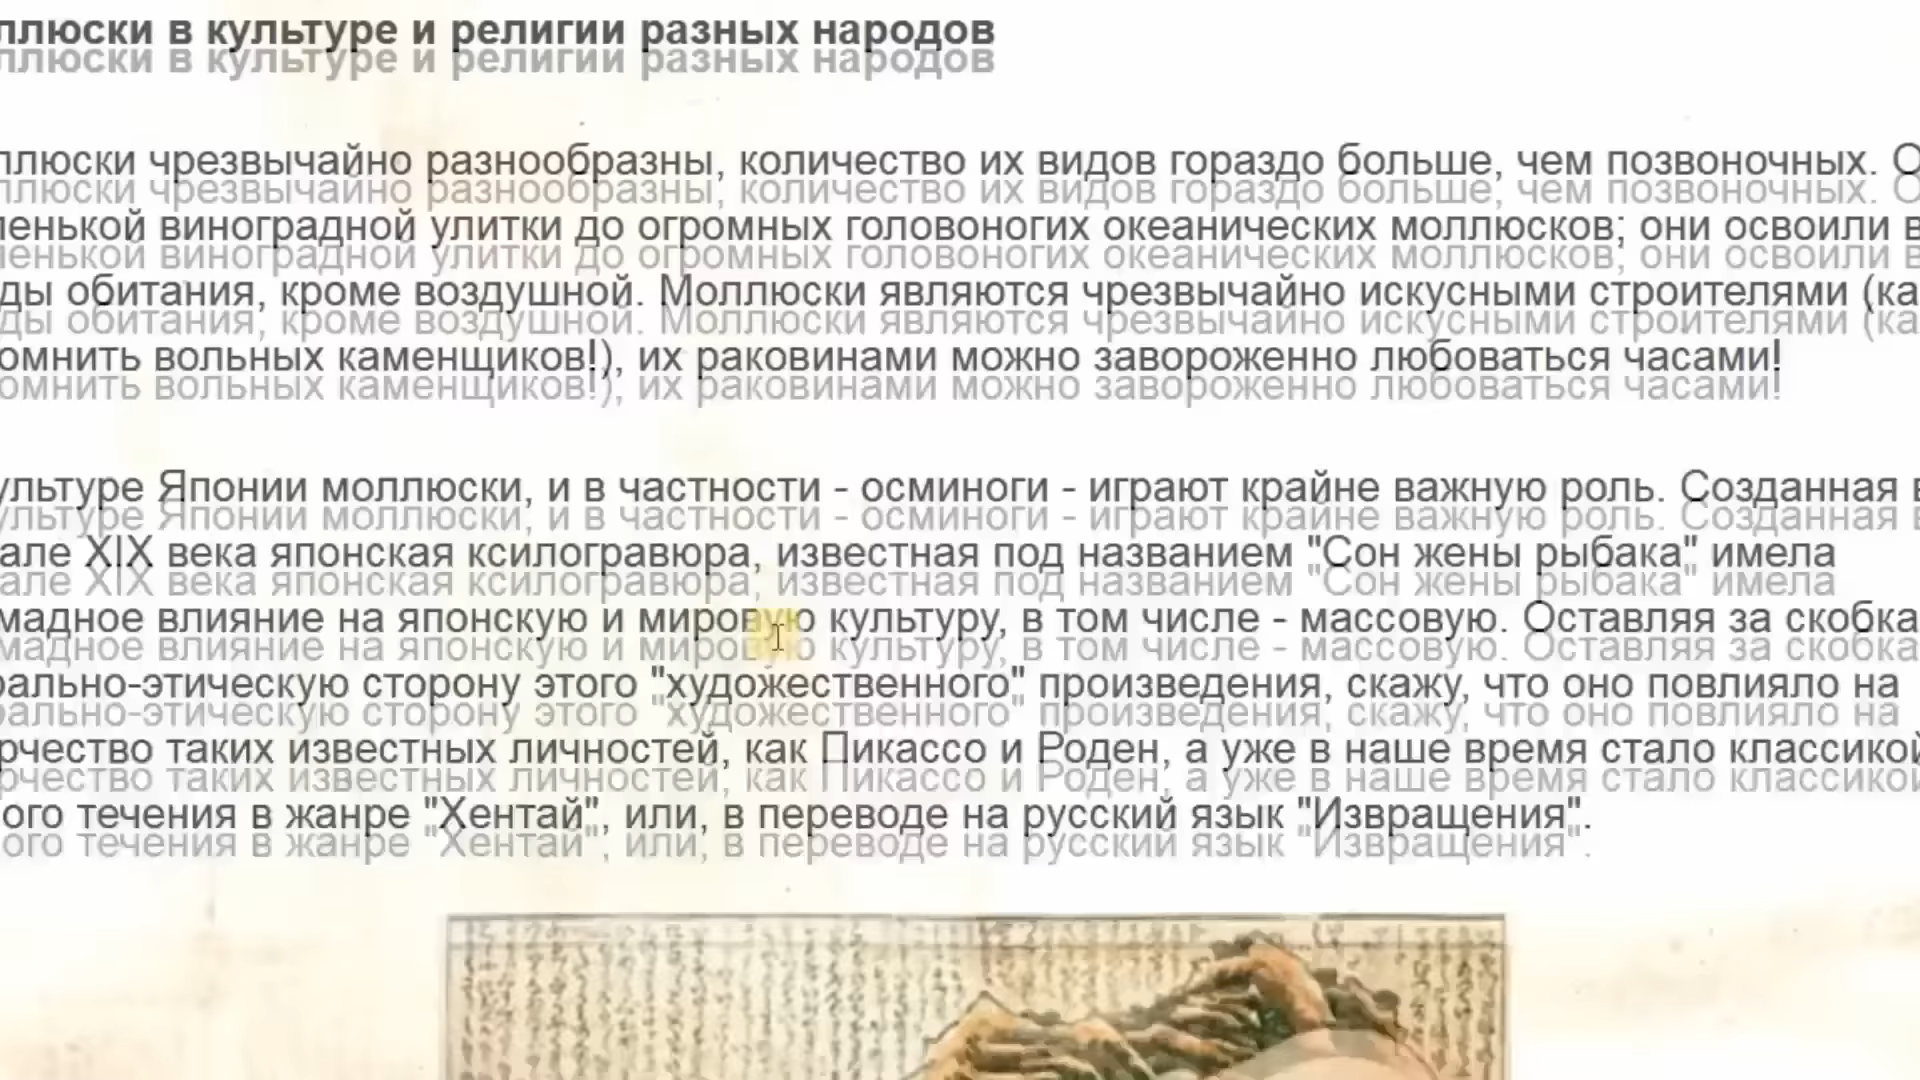 ллюски в культуре и религии разных народов
ллюски чрезвычайно разнообразны, количество их видов гораздо больше, чем позвоночных. О
ленькой виноградной улитки до огромных головоногих океанических моллюсков; они освоили в
ды обитания, кроме воздушной. Моллюски являются чрезвычайно искусными строителями (ка
омнить вольных каменщиков!), их раковинами можно завороженно любоваться часами!
ультуре Японии моллюски, и в частности - осминоги - играют крайне важную роль. Созданная в
але XIX века японская ксилогравюра, известная под названием "Сон жены рыбака" имела
мадное влияние на японскую и мировую культуру, в том числе - массовую. Оставляя за скобка
рально-этическую сторону этого "художественного" произведения, скажу, что оно повлияло на
рчество таких известных личностей, как Пикассо и Роден, а уже в наше время стало классикой
ого течения в жанре "Хентай", или, в переводе на русский язык "Извращения".